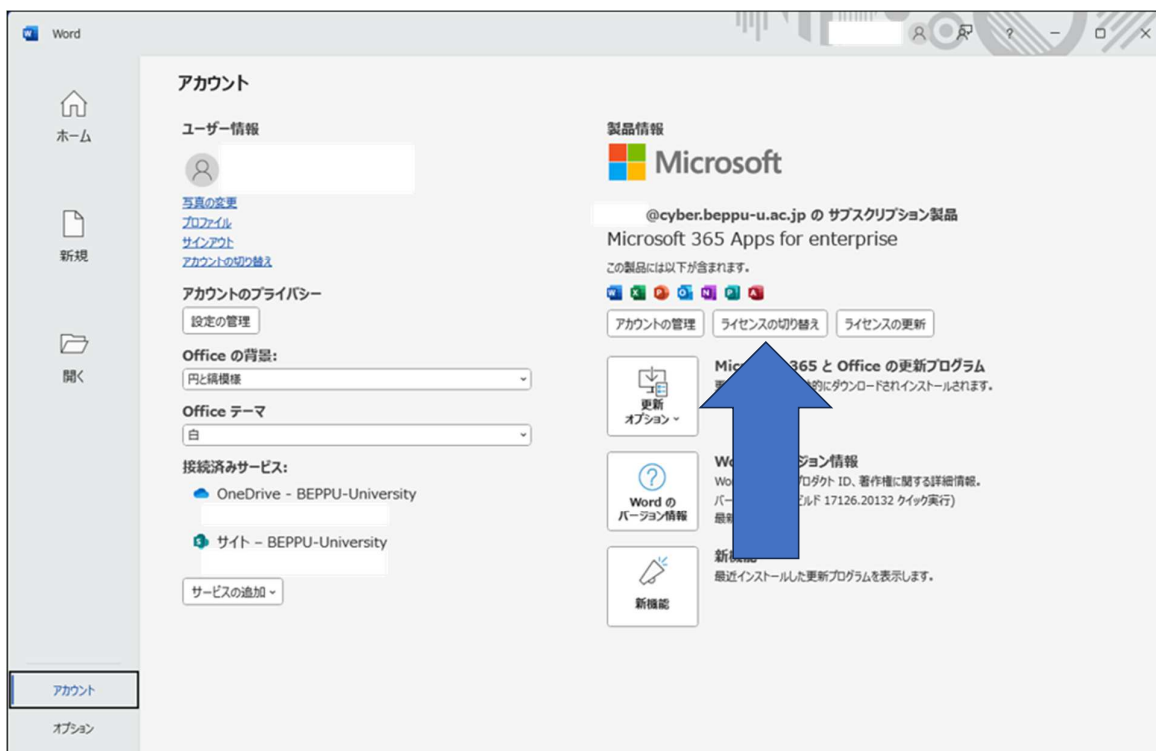 Word
?
アカウント
ホーム
新規
開く
アカウント
オプション
ユーザー情報
写真の変更
プロファイル
サインアウト
アカウントの切り替え
アカウントのプライバシー
設定の管理
Office の背景:
円と縞模様
Office テーマ
白
接続済みサービス:
OneDrive - BEPPU-University
サイト – BEPPU-University
サービスの追加
製品情報
Microsoft
@cyber.beppu-u.ac.jp の サブスクリプション製品
Microsoft 365 Apps for enterprise
この製品には以下が含まれます。
アカウントの管理
ライセンスの切り替え
ライセンスの更新
更新
オプション
365 と Office の更新プログラム
にダウンロードされインストールされます。
Word の
バージョン情報
ジョン情報
プロダクト ID、著作権に関する詳細情報。
ビルド 17126.20132 クイック実行)
最新
新機能
新機能
最近インストールした更新プログラムを表示します。